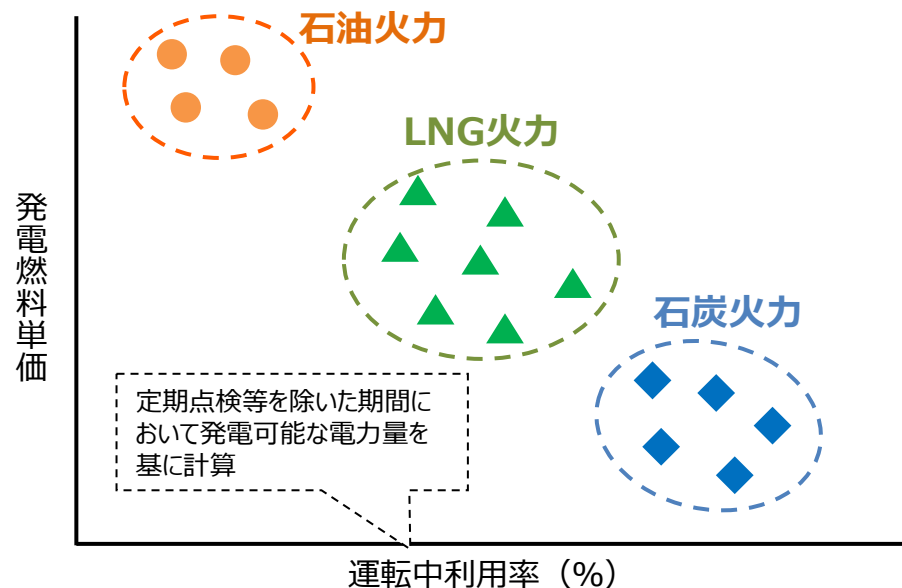 石油火力
LNG火力
発電燃料単価
石炭火力
定期点検等を除いた期間に
おいて発電可能な電力量を
基に計算
運転中利用率（%）